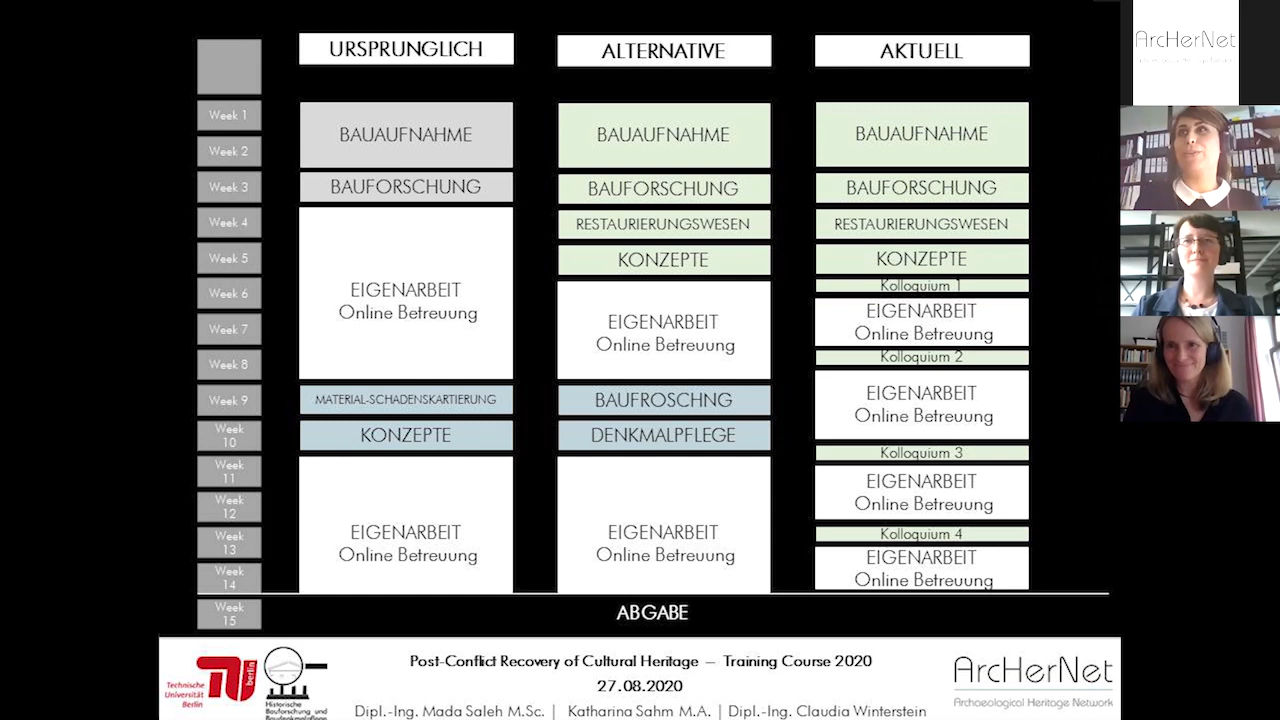 URSPRUNGLICH
ALTERNATIVE
AKTUELL
ArcHerNet
Week 1
Week 2
Week 3
Week 4
Week 5
Week 6
Week 7
Week 8
Week 9
Week
10
Week
11
Week
12
Week
13
Week
14
Week
15
BAUAUFNAHME
BAUFORSCHUNG
EIGENARBEIT
Online Betreuung
MATERIAL-SCHADENSKARTIERUNG
KONZEPTE
EIGENARBEIT
Online Betreuung
BAUAUFNAHME
BAUFORSCHUNG
RESTAURIERUNGSWESEN
KONZEPTE
EIGENARBEIT
Online Betreuung
BAUFROSCHNG
DENKMALPFLEGE
EIGENARBEIT
Online Betreuung
BAUAUFNAHME
BAUFORSCHUNG
RESTAURIERUNGSWESEN
KONZEPTE
Kolloquium 1
EIGENARBEIT
Online Betreuung
Kolloquium 2
EIGENARBEIT
Online Betreuung
Kolloquium 3
EIGENARBEIT
Online Betreuung
Kolloquium 4
EIGENARBEIT
Online Betreuung
ABGABE
Technische
Universität
Berlin
berlin
Historische
Bauforschung und
Baudenkmalpflege
Post-Conflict Recovery of Cultural Heritage – Training Course 2020
27.08.2020
Dipl.-Ing. Mada Saleh M.Sc. | Katharina Sahm M.A. | Dipl.-Ing. Claudia Winterstein
ArcHerNet
Archaeological Heritage Network